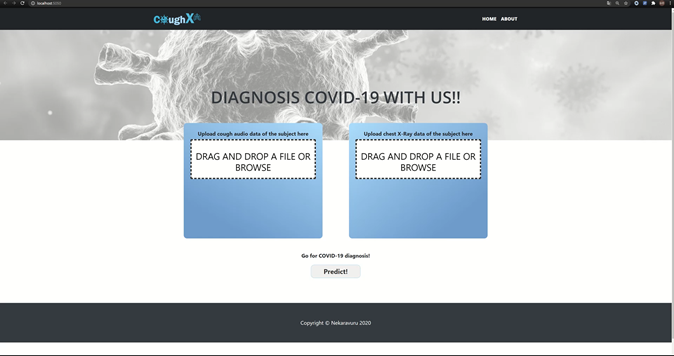 localhost:5000
CoughX
HOME ABOUT
DIAGNOSIS COVID-19 WITH US!!
Upload cough audio data of the subject here
DRAG AND DROP A FILE OR
BROWSE
Upload chest X-Ray data of the subject here
DRAG AND DROP A FILE OR
BROWSE
Go for COVID-19 diagnosis!
Predict!
Copyright © Nekaravuru 2020